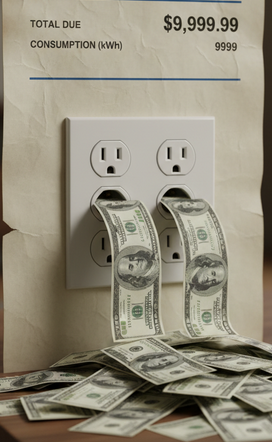 TOTAL DUE $9,999.99
CONSUMPTION (kWh) 9999